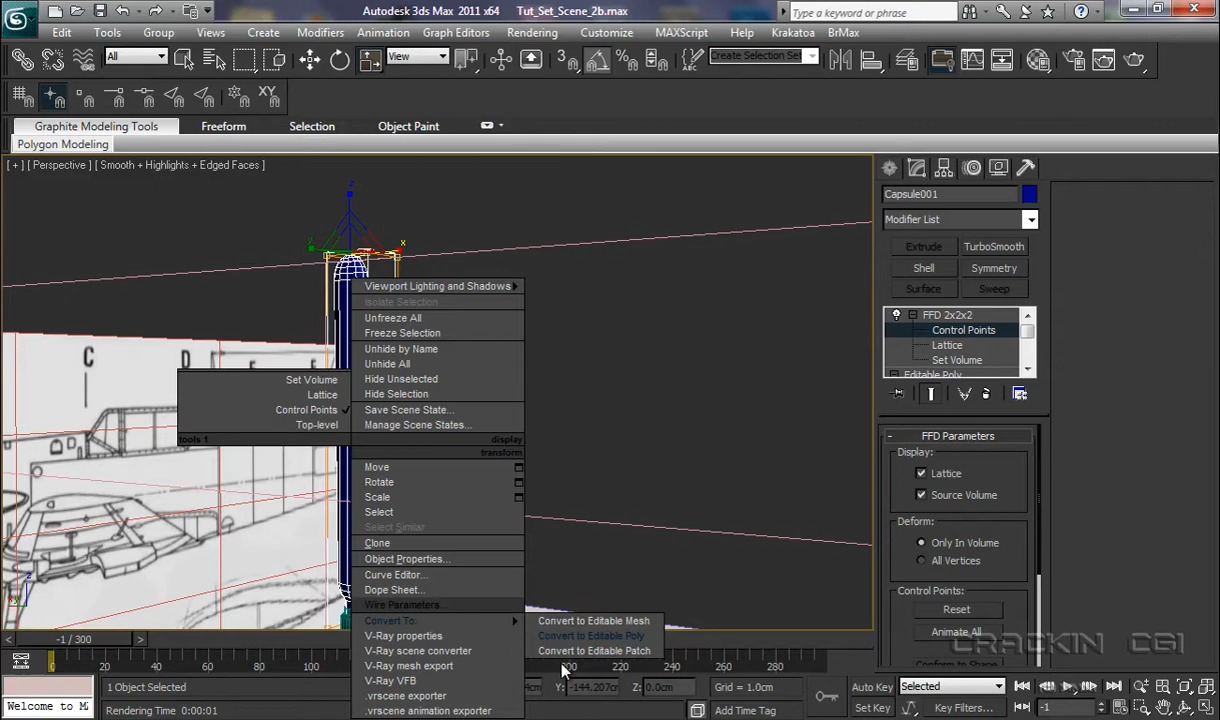 Autodesk 3ds Max 2011 x64 Tut_Set_Scene_2b.max
Type a keyword or phrase
Edit Tools Group Views Create Modifiers Animation Graph Editors Rendering Customize MAXScript Help Krakatoa BrMax
All View 3 Create Selection Set
XY
Graphite Modeling Tools Freeform Selection Object Paint
Polygon Modeling
[ + ] [ Perspective ] [ Smooth + Highlights + Edged Faces ]
Capsule001
Modifier List
Extrude TurboSmooth
Shell Symmetry
Surface Sweep
FFD 2x2x2
Control Points
Lattice
Set Volume
Editable Poly
FFD Parameters
Display:
Lattice
Source Volume
Deform:
Only In Volume
All Vertices
Control Points:
Reset
Animate All
Conform to Shape
z
y x
C D
Viewport Lighting and Shadows
Isolate Selection
Unfreeze All
Freeze Selection
Unhide by Name
Unhide All
Hide Unselected
Hide Selection
Save Scene State...
Manage Scene States...
display
Set Volume
Lattice
Control Points
Top-level
tools 1
transform
Move
Rotate
Scale
Select
Select Similar
Clone
Object Properties...
Curve Editor...
Dope Sheet...
Wire Parameters...
Convert To:
V-Ray properties
V-Ray scene converter
V-Ray mesh export
V-Ray VFB
.vrscene exporter
.vrscene animation exporter
Convert to Editable Mesh
Convert to Editable Poly
Convert to Editable Patch
CRACKIN CGI
-1 / 300
0 20 40 60 80 100 200 220 240 260 280 300
1 Object Selected Y: -144.207cm Z: 0.0cm Grid = 1.0cm Auto Key Selected
Welcome to MA Rendering Time 0:00:01 Add Time Tag Set Key Filters... -1